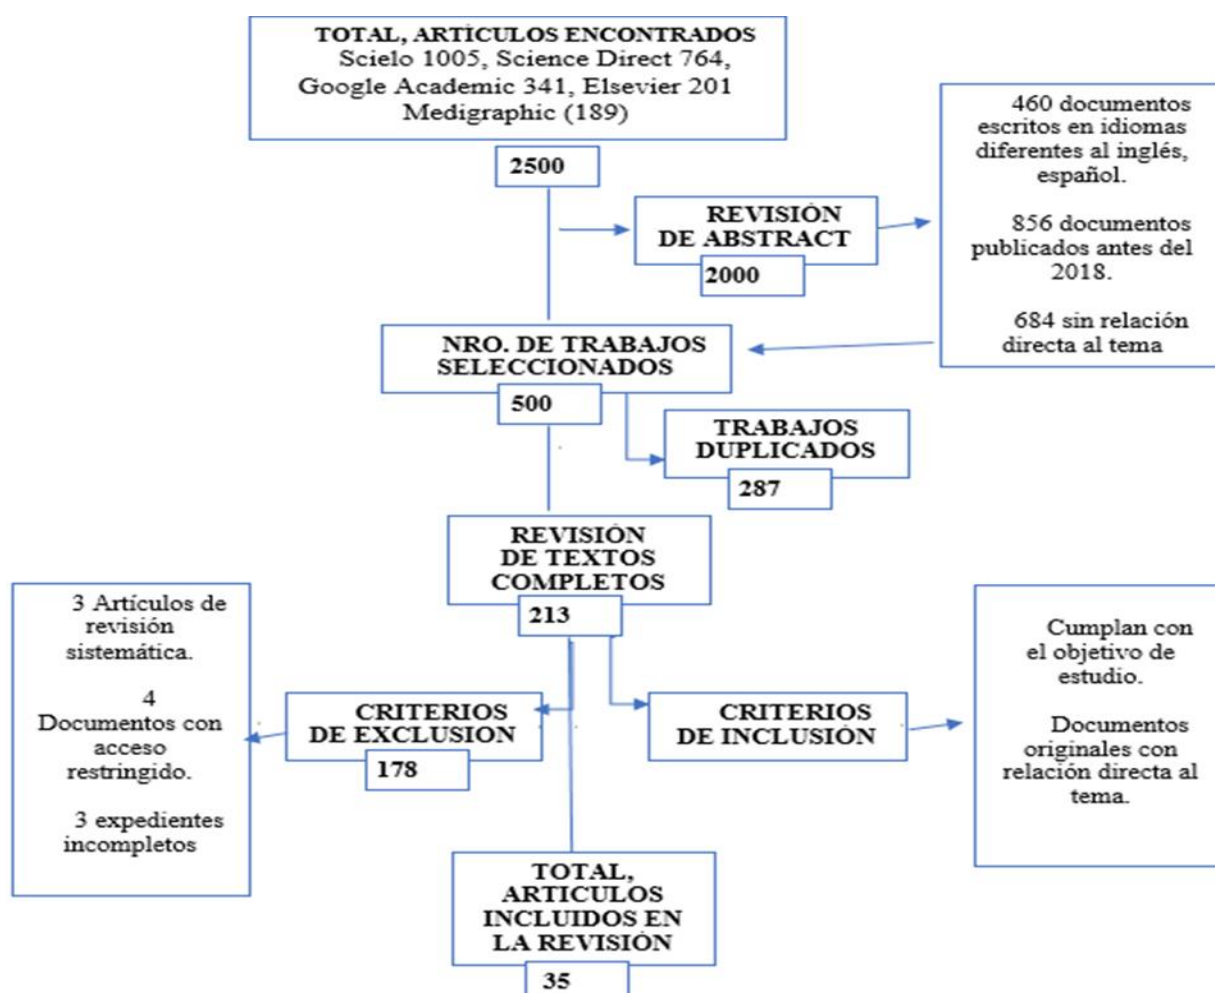 TOTAL, ARTÍCULOS ENCONTRADOS
Scielo 1005, Science Direct 764,
Google Academic 341, Elsevier 201
Medigraphic (189)
2500
460 documentos
escritos en idiomas
diferentes al inglés,
español.
856 documentos
publicados antes del
2018.
684 sin relación
directa al tema
REVISIÓN
DE ABSTRACT
2000
NRO. DE TRABAJOS
SELECCIONADOS
500
TRABAJOS
DUPLICADOS
287
REVISIÓN
DE TEXTOS
COMPLETOS
213
3 Artículos de
revisión
sistemática.
4
Documentos con
acceso
restringido.
3 expedientes
incompletos
CRITERIOS
DE EXCLUSIÓN
178
CRITERIOS
DE INCLUSIÓN
Cumplan con
el objetivo de
estudio.
Documentos
originales con
relación directa al
tema.
TOTAL,
ARTICULOS
INCLUIDOS EN
LA REVISIÓN
35